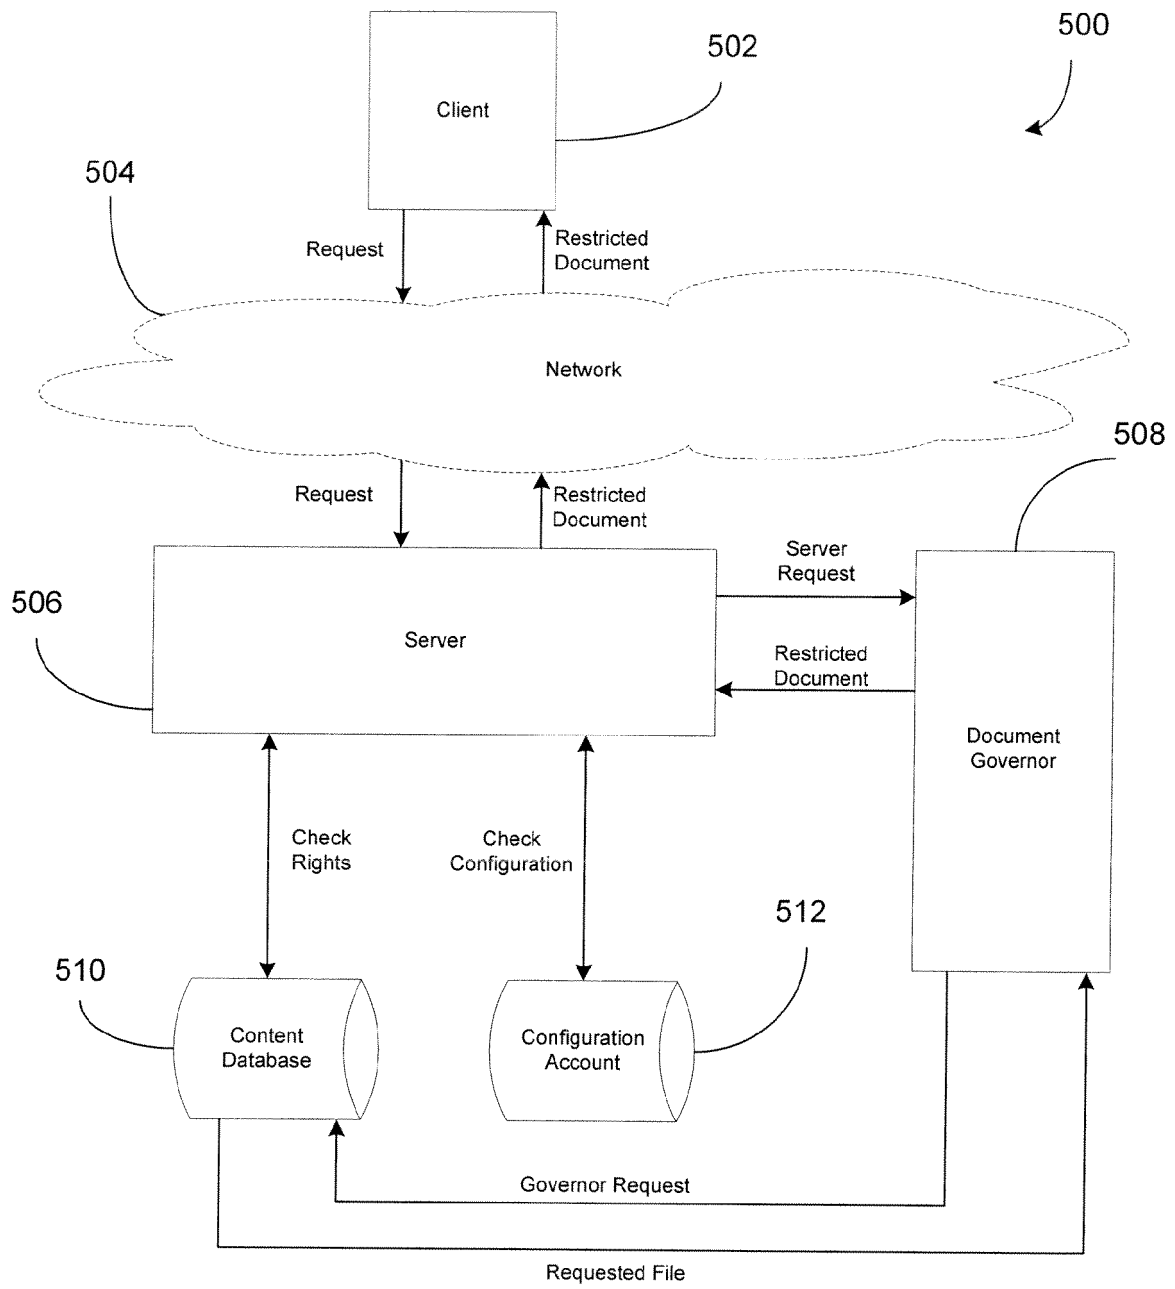 500
502
Client
504
Request
Restricted
Document
Network
508
Request
Restricted
Document
Server
Request
506
Server
Restricted
Document
Document
Governor
Check
Rights
Check
Configuration
512
510
Content
Database
Configuration
Account
Governor Request
Requested File